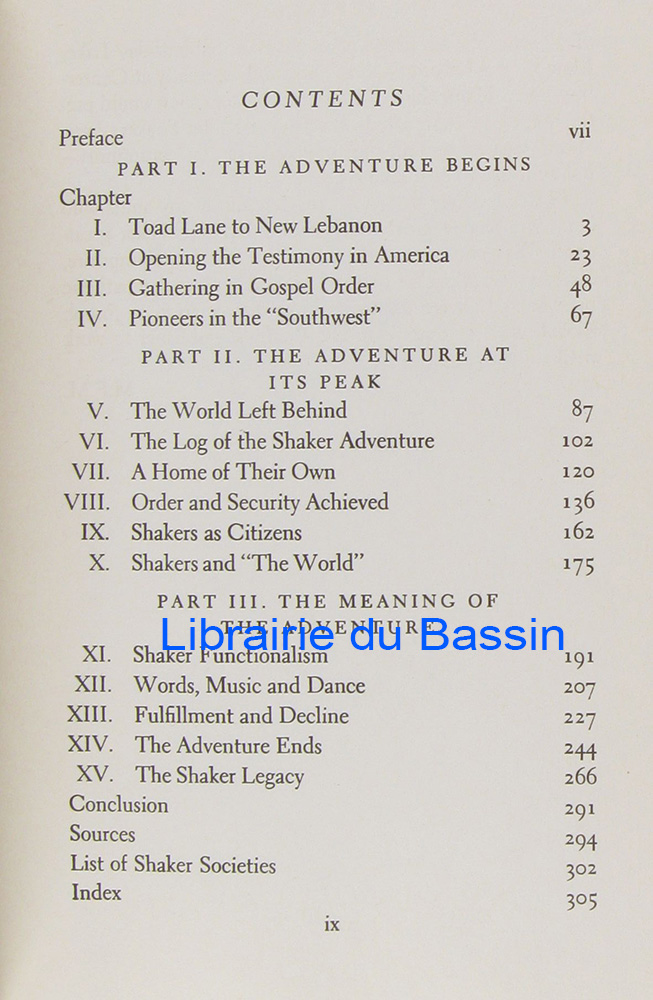 CONTENTS
Preface vii
PART I. THE ADVENTURE BEGINS
Chapter
I. Toad Lane to New Lebanon 3
II. Opening the Testimony in America 23
III. Gathering in Gospel Order 48
IV. Pioneers in the "Southwest" 67
PART II. THE ADVENTURE AT
ITS PEAK
V. The World Left Behind 87
VI. The Log of the Shaker Adventure 102
VII. A Home of Their Own 120
VIII. Order and Security Achieved 136
IX. Shakers as Citizens 162
X. Shakers and "The World" 175
PART III. THE MEANING OF
THE ADVENTURE
Librairie du Bassin
XI. Shaker Functionalism 191
XII. Words, Music and Dance 207
XIII. Fulfillment and Decline 227
XIV. The Adventure Ends 244
XV. The Shaker Legacy 266
Conclusion 291
Sources 294
List of Shaker Societies 302
Index 305
ix